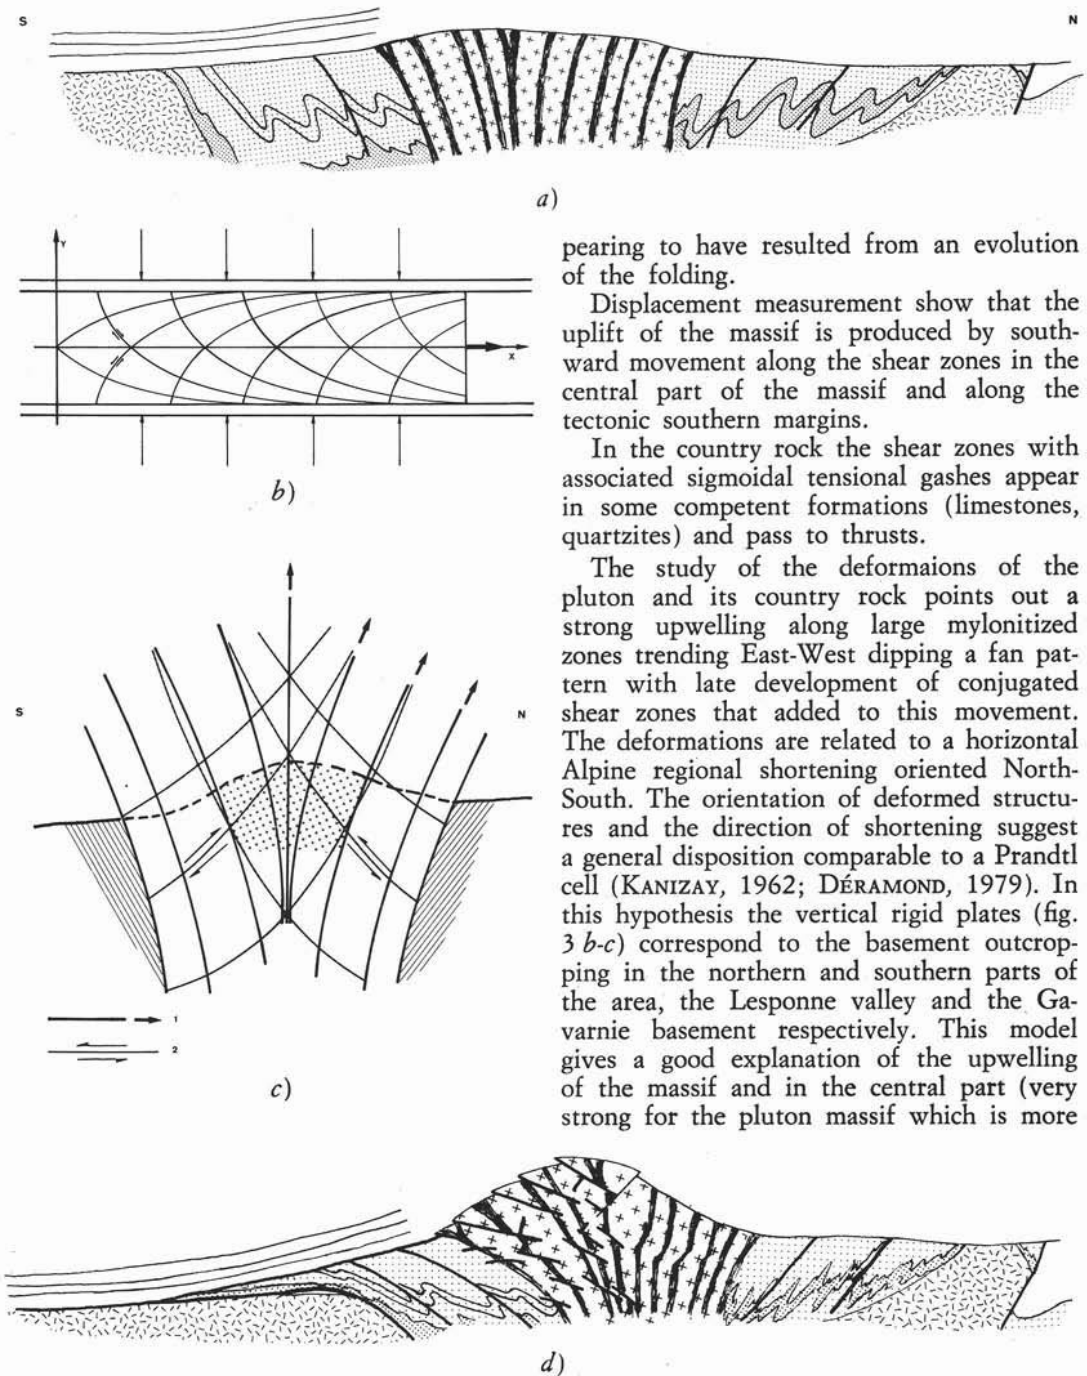 S
N
a)
Y
X
b)
pearing to have resulted from an evolution
of the folding.
Displacement measurement show that the
uplift of the massif is produced by south-
ward movement along the shear zones in the
central part of the massif and along the
tectonic southern margins.
In the country rock the shear zones with
associated sigmoidal tensional gashes appear
in some competent formations (limestones,
quartzites) and pass to thrusts.
The study of the deformaions of the
pluton and its country rock points out a
strong upwelling along large mylonitized
zones trending East-West dipping a fan pat-
tern with late development of conjugated
shear zones that added to this movement.
The deformations are related to a horizontal
Alpine regional shortening oriented North-
South. The orientation of deformed structu-
res and the direction of shortening suggest
a general disposition comparable to a Prandtl
cell (KANIZAY, 1962; DÉRAMOND, 1979). In
this hypothesis the vertical rigid plates (fig.
3 b-c) correspond to the basement outcrop-
ping in the northern and southern parts of
the area, the Lesponne valley and the Ga-
varnie basement respectively. This model
gives a good explanation of the upwelling
of the massif and in the central part (very
strong for the pluton massif which is more
S
N
1
2
c)
d)